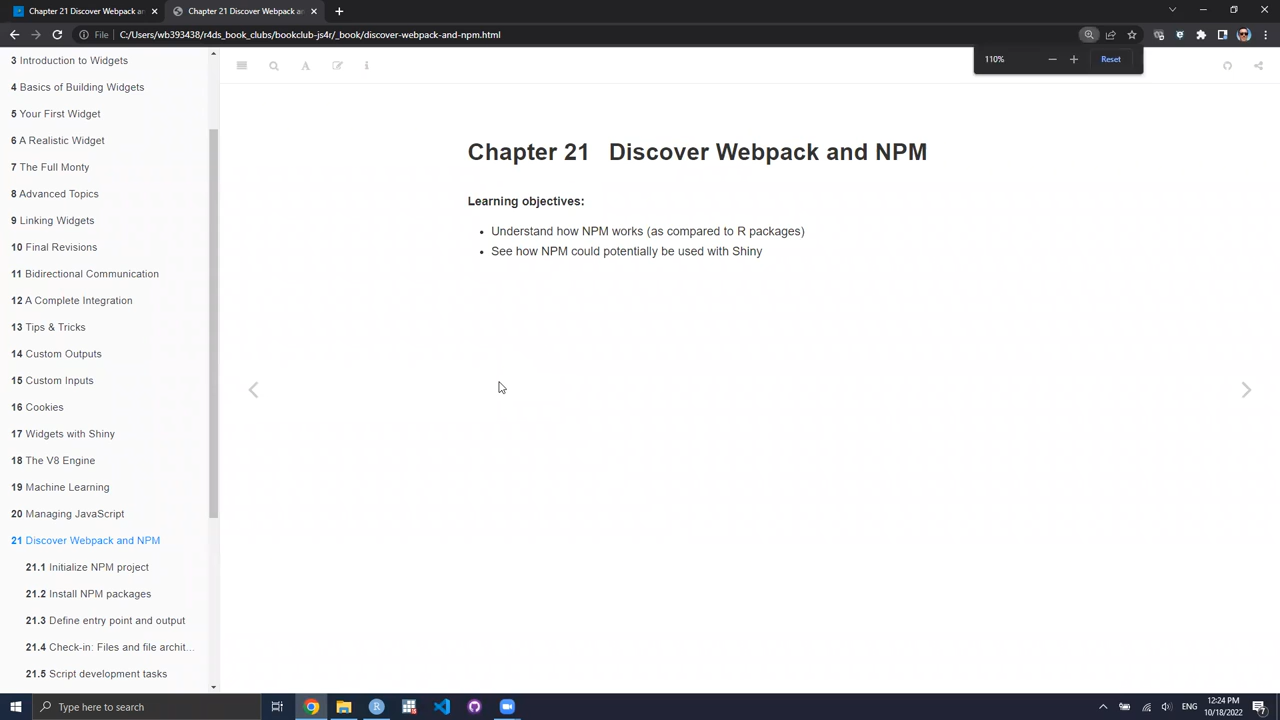 Chapter 21 Discover Webpack an
Chapter 21 Discover Webpack an
File
C:/Users/wb393438/r4ds_book_clubs/bookclub-js4r/_book/discover-webpack-and-npm.html
110%
Reset
3 Introduction to Widgets
4 Basics of Building Widgets
5 Your First Widget
6 A Realistic Widget
7 The Full Monty
8 Advanced Topics
9 Linking Widgets
10 Final Revisions
11 Bidirectional Communication
12 A Complete Integration
13 Tips & Tricks
14 Custom Outputs
15 Custom Inputs
16 Cookies
17 Widgets with Shiny
18 The V8 Engine
19 Machine Learning
20 Managing JavaScript
21 Discover Webpack and NPM
21.1 Initialize NPM project
21.2 Install NPM packages
21.3 Define entry point and output
21.4 Check-in: Files and file archit...
21.5 Script development tasks
Chapter 21 Discover Webpack and NPM
Learning objectives:
• Understand how NPM works (as compared to R packages)
• See how NPM could potentially be used with Shiny
Type here to search
ENG
12:24 PM
10/18/2022
7